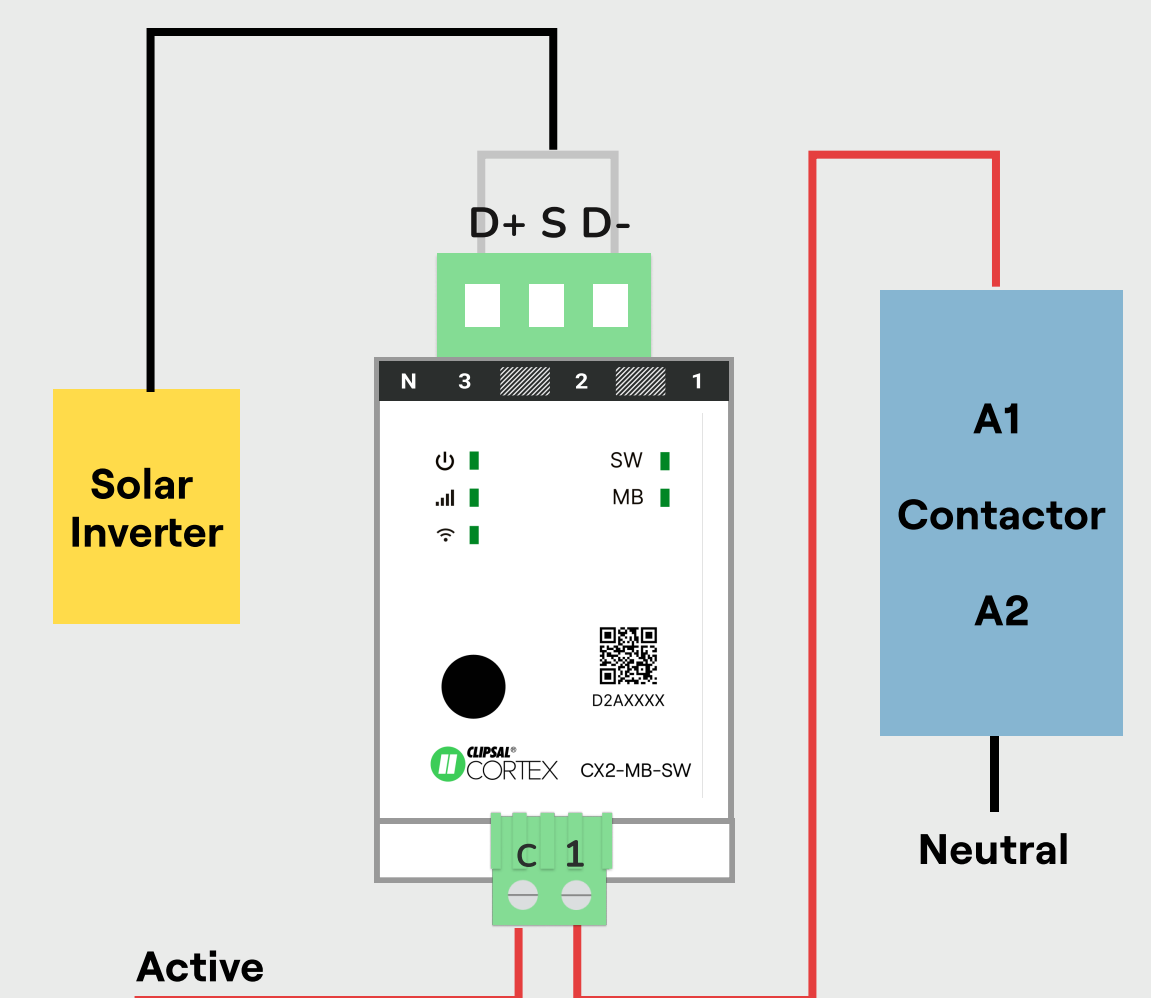 D+ S D-
N 3 2 1
SW
MB
Solar
Inverter
A1
Contactor
A2
D2AXXXX
CLIPSAL®
CORTEX
CX2-MB-SW
C 1
Neutral
Active